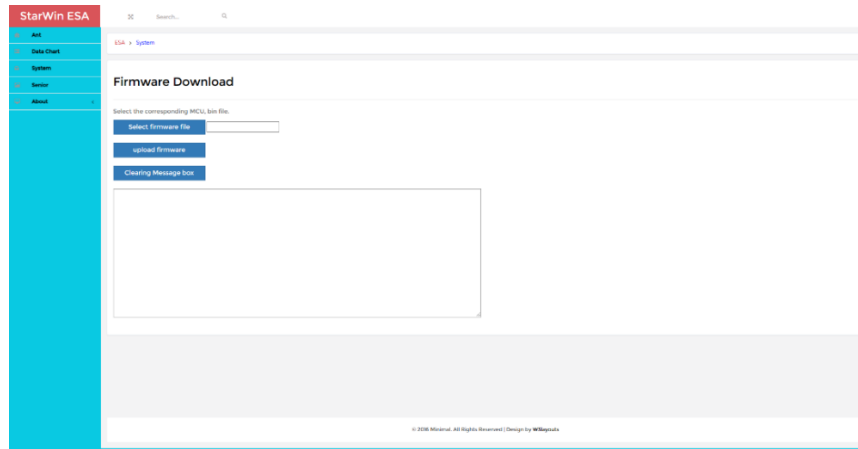 StarWin ESA
Search...
Ant
Data Chart
System
Senior
About
ESA > System
Firmware Download
Select the corresponding MCU, bin file.
Select firmware file
upload firmware
Clearing Message box
© 2016 Minimal. All Rights Reserved | Design by W3layouts